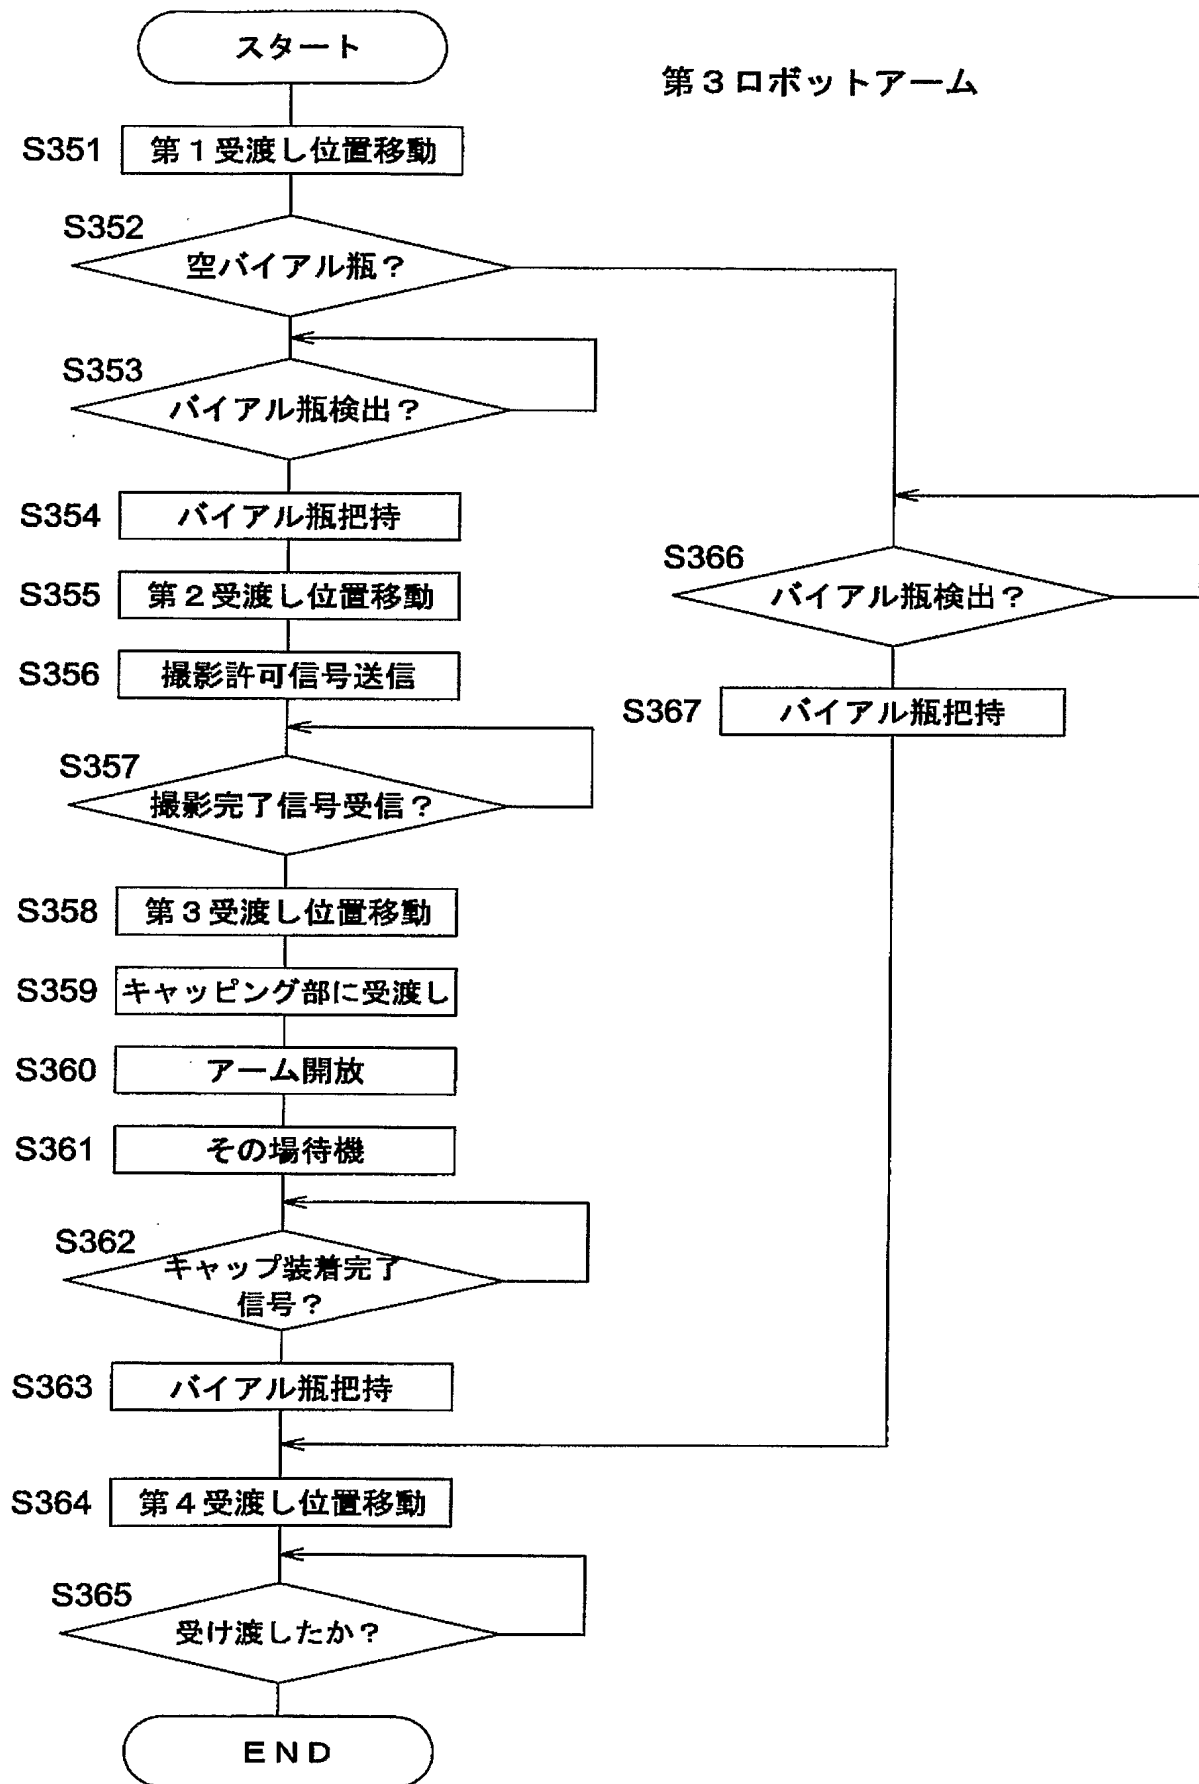 スタート
第3ロボットアーム
S351
第1受渡し位置移動
S352
空バイアル瓶?
S353
バイアル瓶検出?
S354
バイアル瓶把持
S355
第2受渡し位置移動
S356
撮影許可信号送信
S357
撮影完了信号受信?
S358
第3受渡し位置移動
S359
キャッピング部に受渡し
S360
アーム開放
S361
その場待機
S362
キャップ装着完了
信号?
S363
バイアル瓶把持
S364
第4受渡し位置移動
S365
受け渡したか?
END
S366
バイアル瓶検出?
S367
バイアル瓶把持